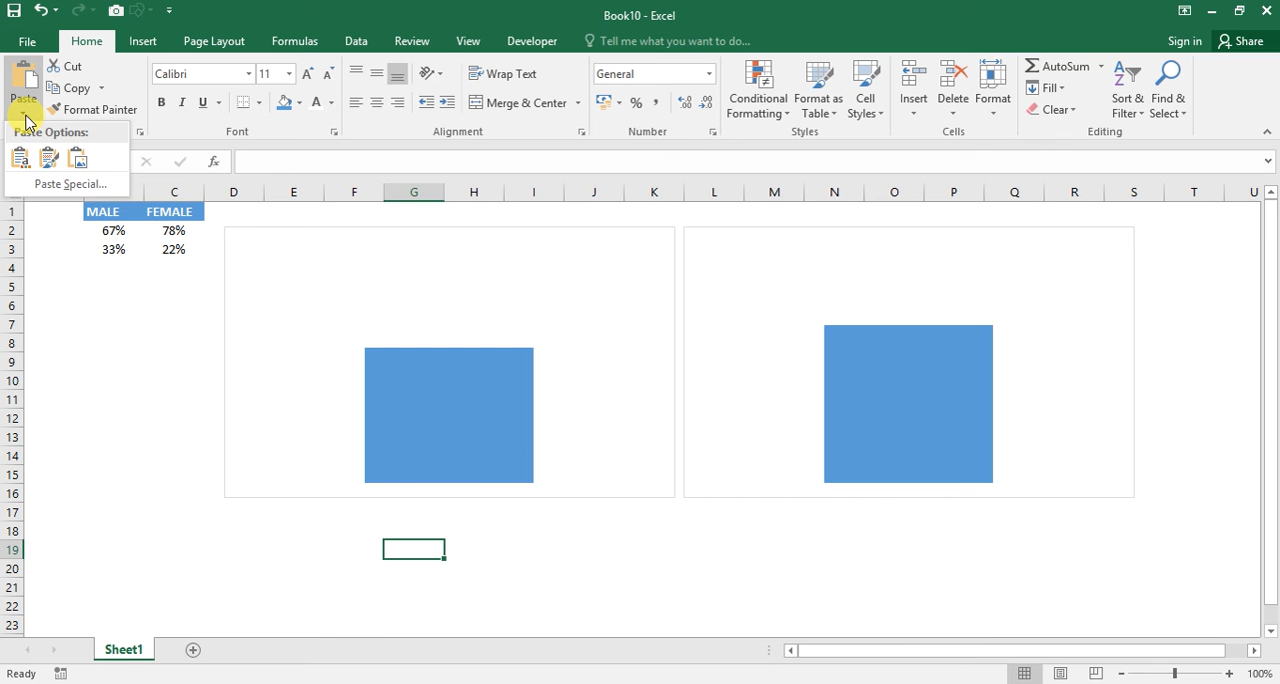 Book10 - Excel
File Home Insert Page Layout Formulas Data Review View Developer Tell me what you want to do... Sign in Share
Paste Cut Copy Format Painter
Calibri 11 B I U A A A
Wrap Text Merge & Center
General % ,
Conditional Formatting Format as Table Cell Styles
Insert Delete Format
AutoSum Fill Clear Sort & Filter Find & Select
Font Alignment Number Styles Cells Editing
Paste Options:
Paste Special...
fx
C D E F G H I J K L M N O P Q R S T U
1 MALE FEMALE
2 67% 78%
3 33% 22%
4
5
6
7
8
9
10
11
12
13
14
15
16
17
18
19
20
21
22
23
Sheet1
Ready 100%